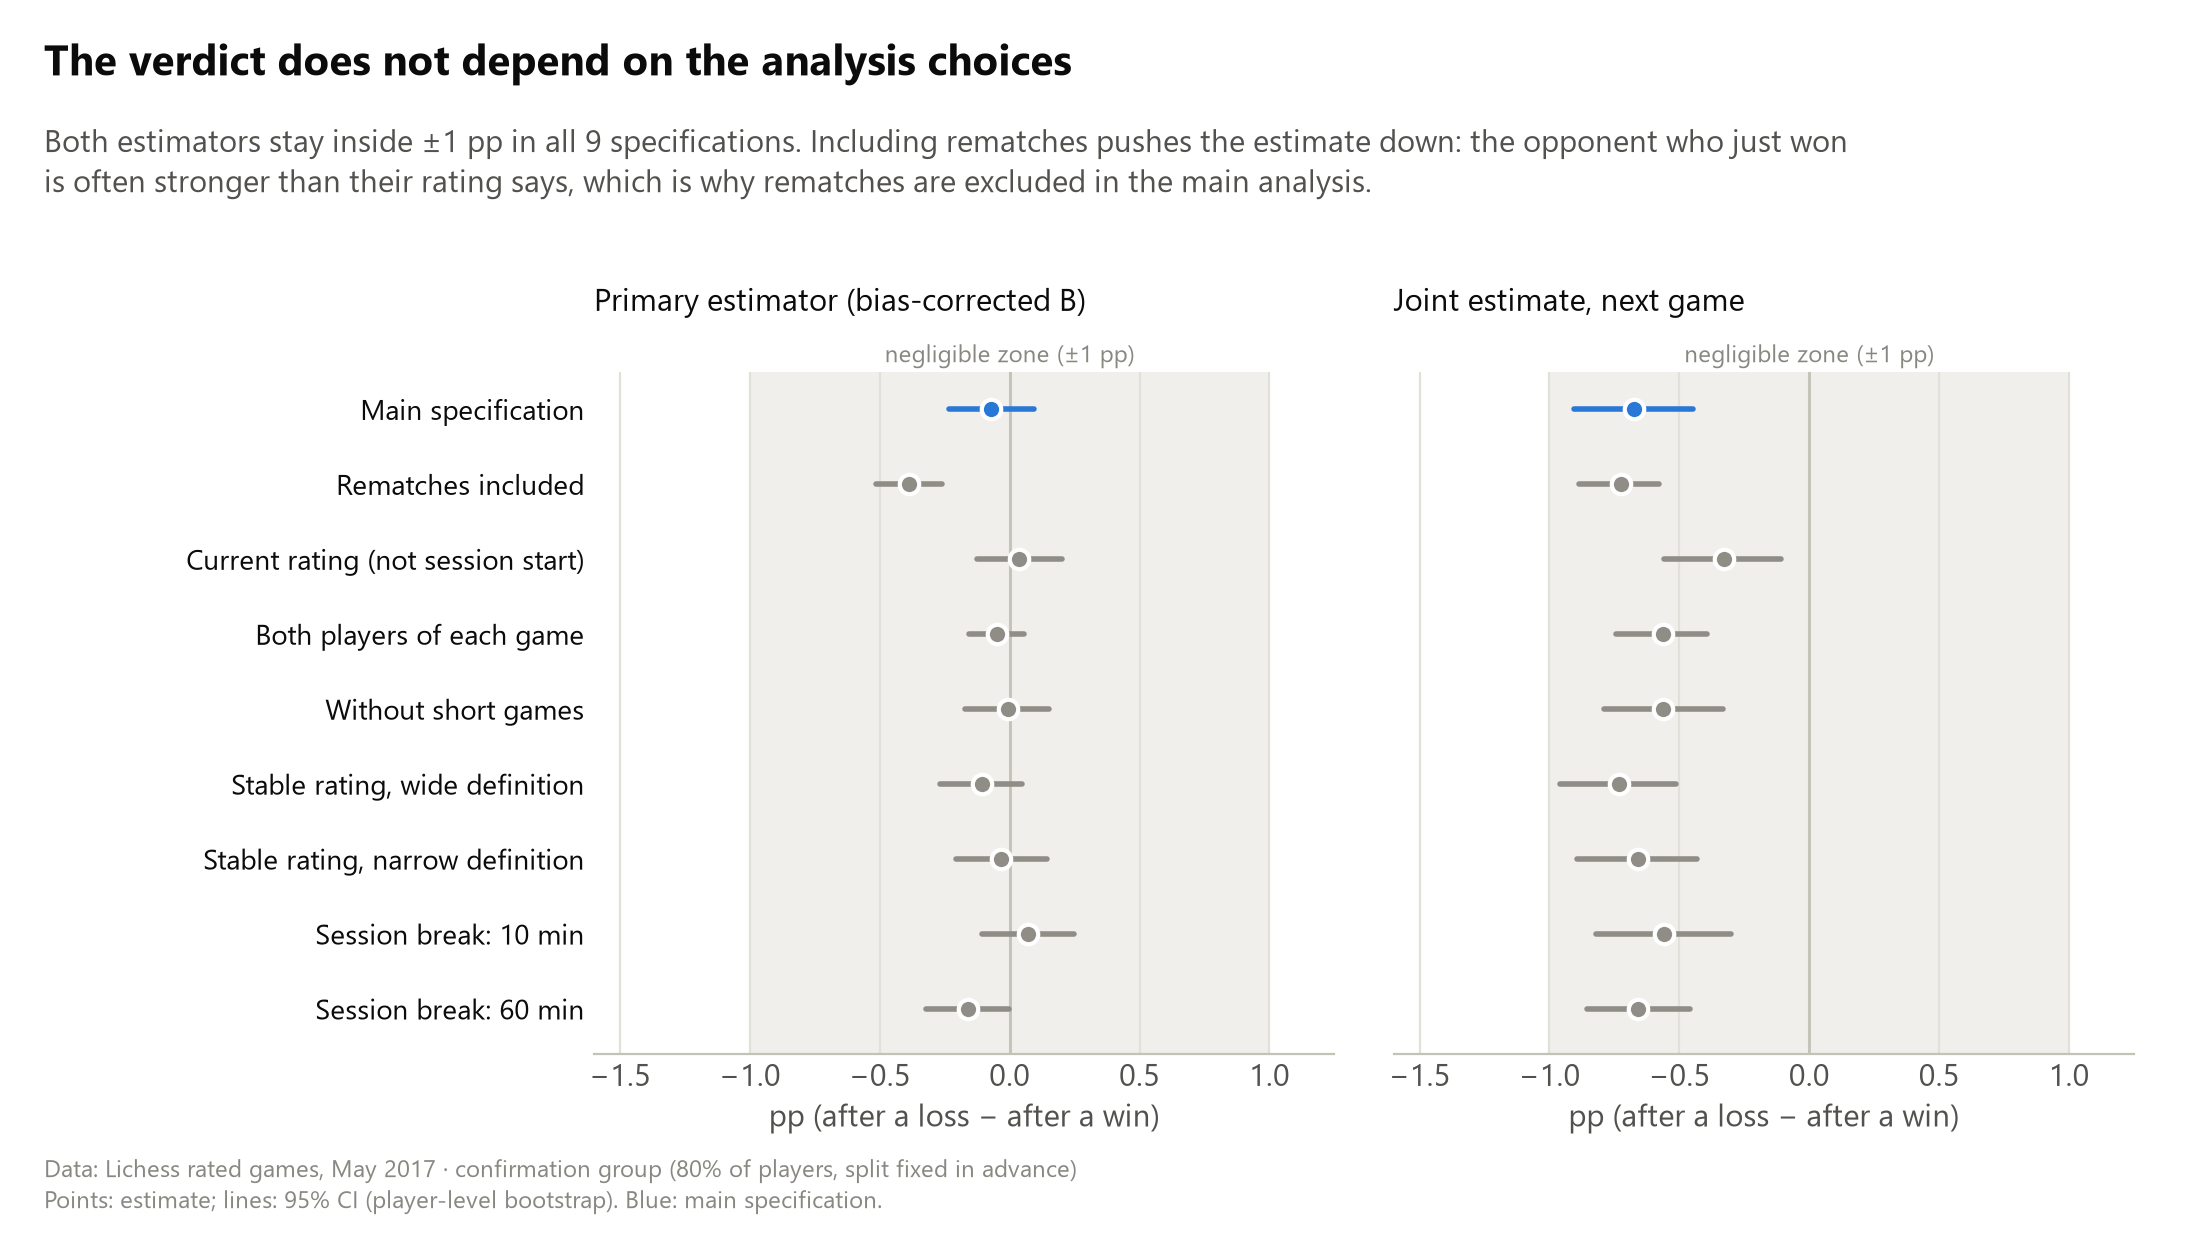 The verdict does not depend on the analysis choices
Both estimators stay inside ±1 pp in all 9 specifications. Including rematches pushes the estimate down: the opponent who just won
is often stronger than their rating says, which is why rematches are excluded in the main analysis.
Primary estimator (bias-corrected B)
Joint estimate, next game
negligible zone (±1 pp)
negligible zone (±1 pp)
Main specification
Rematches included
Current rating (not session start)
Both players of each game
Without short games
Stable rating, wide definition
Stable rating, narrow definition
Session break: 10 min
Session break: 60 min
−1.5 −1.0 −0.5 0.0 0.5 1.0
−1.5 −1.0 −0.5 0.0 0.5 1.0
pp (after a loss − after a win)
pp (after a loss − after a win)
Data: Lichess rated games, May 2017 · confirmation group (80% of players, split fixed in advance)
Points: estimate; lines: 95% CI (player-level bootstrap). Blue: main specification.